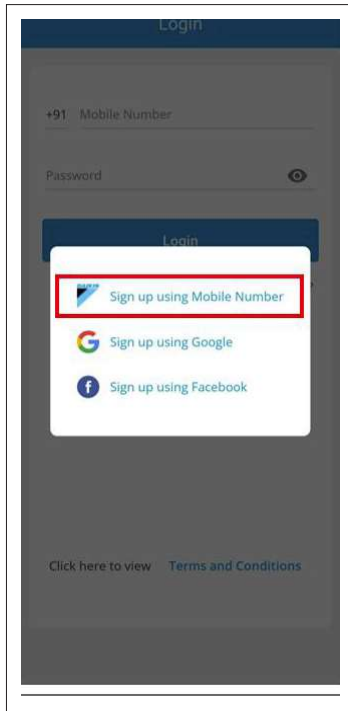 Login
+91 Mobile Number
Password
Login
Sign up using Mobile Number
Sign up using Google
Sign up using Facebook
Click here to view Terms and Conditions